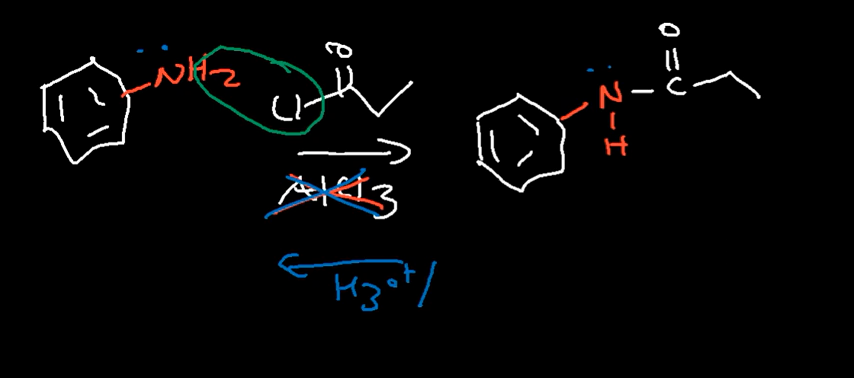 O O
NH2 N C
Cl H
AlCl3
H3O+/